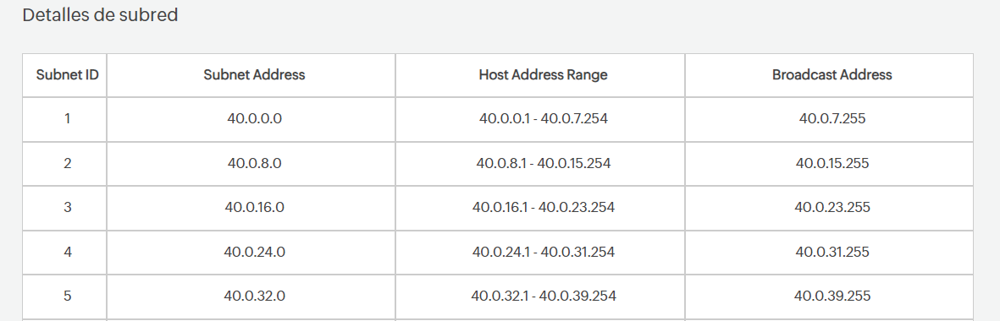 Detalles de subred
Subnet ID Subnet Address Host Address Range Broadcast Address
1 40.0.0.0 40.0.0.1 - 40.0.7.254 40.0.7.255
2 40.0.8.0 40.0.8.1 - 40.0.15.254 40.0.15.255
3 40.0.16.0 40.0.16.1 - 40.0.23.254 40.0.23.255
4 40.0.24.0 40.0.24.1 - 40.0.31.254 40.0.31.255
5 40.0.32.0 40.0.32.1 - 40.0.39.254 40.0.39.255